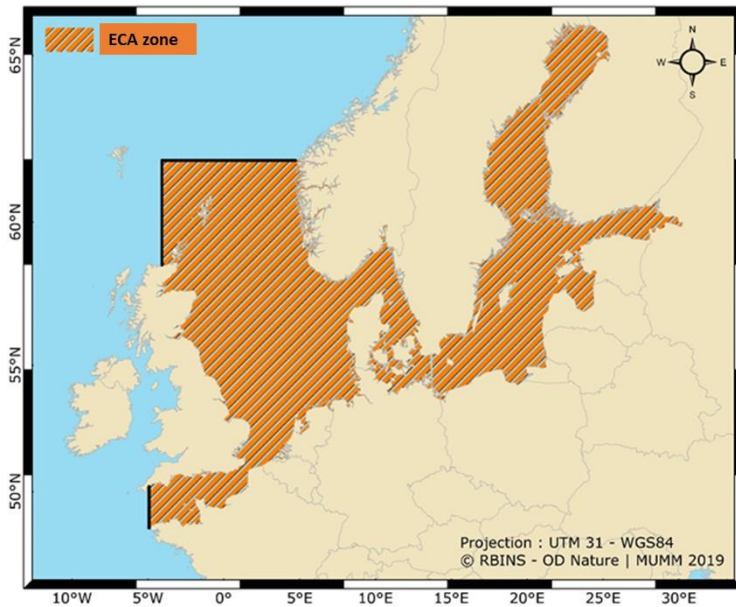 ECA zone
N
W E
S
65°N
60°N
55°N
50°N
Projection : UTM 31 - WGS84
© RBINS - OD Nature | MUMM 2019
10°W 5°W 0° 5°E 10°E 15°E 20°E 25°E 30°E